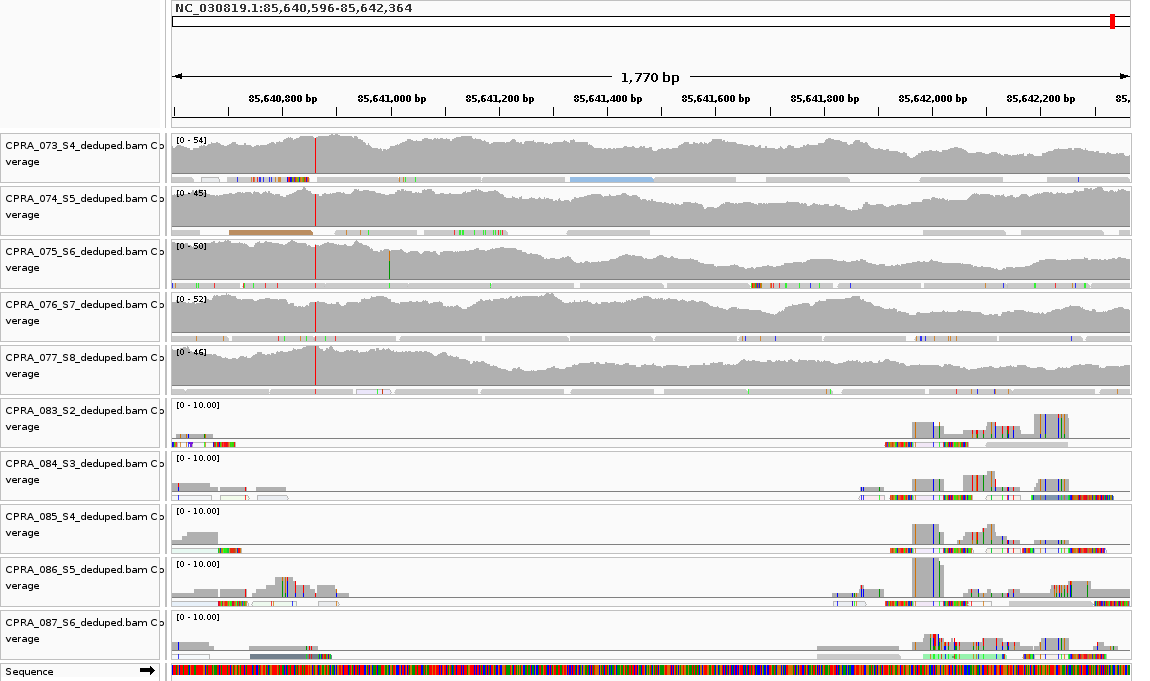 NC_030819.1:85,640,596-85,642,364
1,770 bp
85,640,800 bp 85,641,000 bp 85,641,200 bp 85,641,400 bp 85,641,600 bp 85,641,800 bp 85,642,000 bp 85,642,200 bp 85,
CPRA_073_S4_deduped.bam Co
verage
[0 - 54]
CPRA_074_S5_deduped.bam Co
verage
[0 - 45]
CPRA_075_S6_deduped.bam Co
verage
[0 - 50]
CPRA_076_S7_deduped.bam Co
verage
[0 - 52]
CPRA_077_S8_deduped.bam Co
verage
[0 - 46]
CPRA_083_S2_deduped.bam Co
verage
[0 - 10.00]
CPRA_084_S3_deduped.bam Co
verage
[0 - 10.00]
CPRA_085_S4_deduped.bam Co
verage
[0 - 10.00]
CPRA_086_S5_deduped.bam Co
verage
[0 - 10.00]
CPRA_087_S6_deduped.bam Co
verage
[0 - 10.00]
Sequence